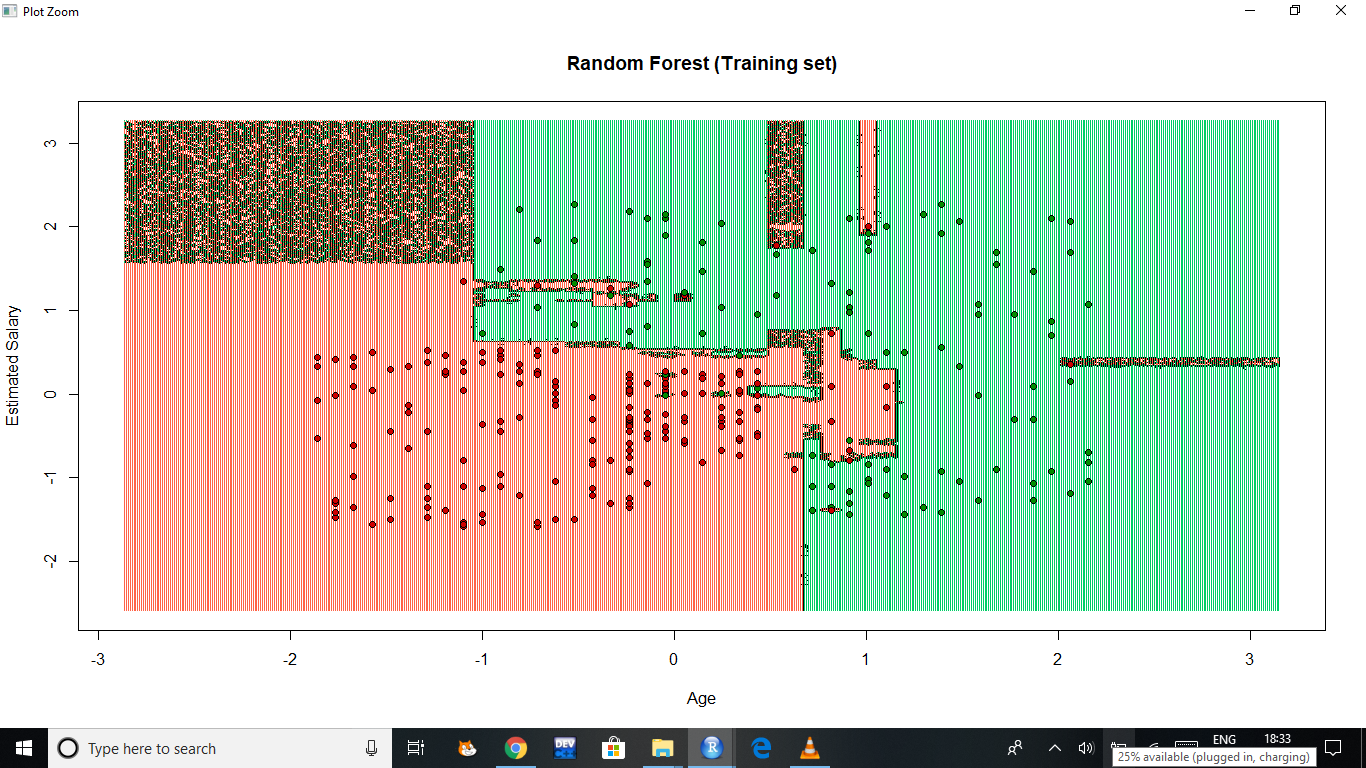 Plot Zoom
Random Forest (Training set)
Estimated Salary
3
2
1
0
-1
-2
-3 -2 -1 0 1 2 3
Age
Type here to search
DEV
R
ENG
18:33
25% available (plugged in, charging)